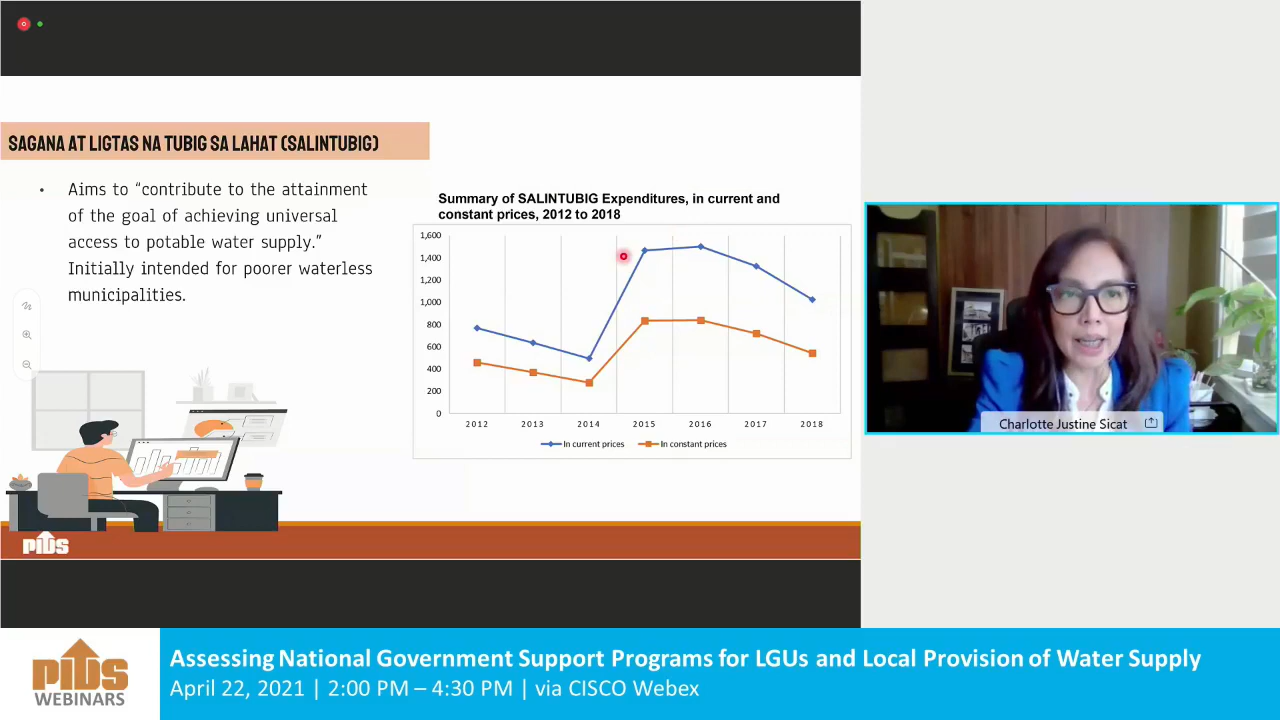 SAGANA AT LIGTAS NA TUBIG SA LAHAT (SALINTUBIG)
• Aims to “contribute to the attainment
of the goal of achieving universal
access to potable water supply.”
Initially intended for poorer waterless
municipalities.
Summary of SALINTUBIG Expenditures, in current and
constant prices, 2012 to 2018
1,600
1,400
1,200
1,000
800
600
400
200
0
2012 2013 2014 2015 2016 2017 2018
In current prices In constant prices
PIDS
Charlotte Justine Sicat
PIDS
WEBINARS
Assessing National Government Support Programs for LGUs and Local Provision of Water Supply
April 22, 2021 | 2:00 PM – 4:30 PM | via CISCO Webex